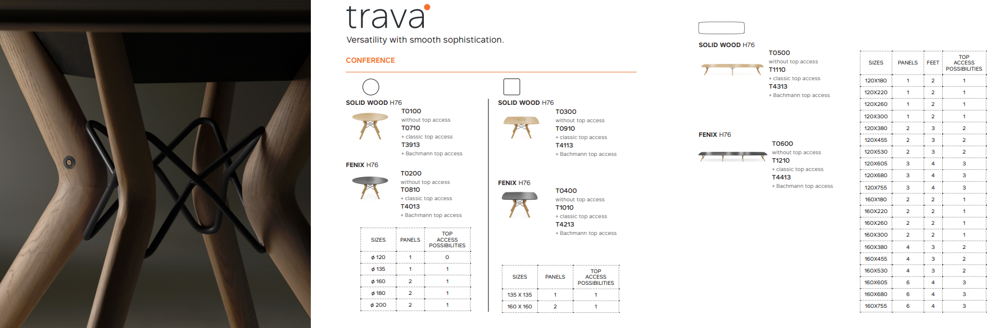 trava
Versatility with smooth sophistication.
CONFERENCE
SOLID WOOD H76
T0100
without top access
T0710
+ classic top access
T3913
+ Bachmann top access
FENIX H76
T0200
without top access
T0810
+ classic top access
T4013
+ Bachmann top access
SIZES PANELS TOP
ACCESS
POSSIBILITIES
ø 120 1 0
ø 135 1 1
ø 160 2 1
ø 180 2 1
ø 200 2 1
SOLID WOOD H76
T0300
without top access
T0910
+ classic top access
T4113
+ Bachmann top access
FENIX H76
T0400
without top access
T1010
+ classic top access
T4213
+ Bachmann top access
SIZES PANELS TOP
ACCESS
POSSIBILITIES
135 X 135 1 1
160 X 160 2 1
SOLID WOOD H76
T0500
without top access
T1110
+ classic top access
T4313
+ Bachmann top access
FENIX H76
T0600
without top access
T1210
+ classic top access
T4413
+ Bachmann top access
SIZES PANELS FEET TOP
ACCESS
POSSIBILITIES
120X180 1 2 1
120X220 1 2 1
120X260 1 2 1
120X300 1 2 1
120X380 2 3 2
120X455 2 3 2
120X530 2 3 2
120X605 3 4 3
120X680 3 4 3
120X755 3 4 3
160X180 2 2 1
160X220 2 2 1
160X260 2 2 1
160X300 2 2 1
160X380 4 3 2
160X455 4 3 2
160X530 4 3 2
160X605 6 4 3
160X680 6 4 3
160X755 6 4 3